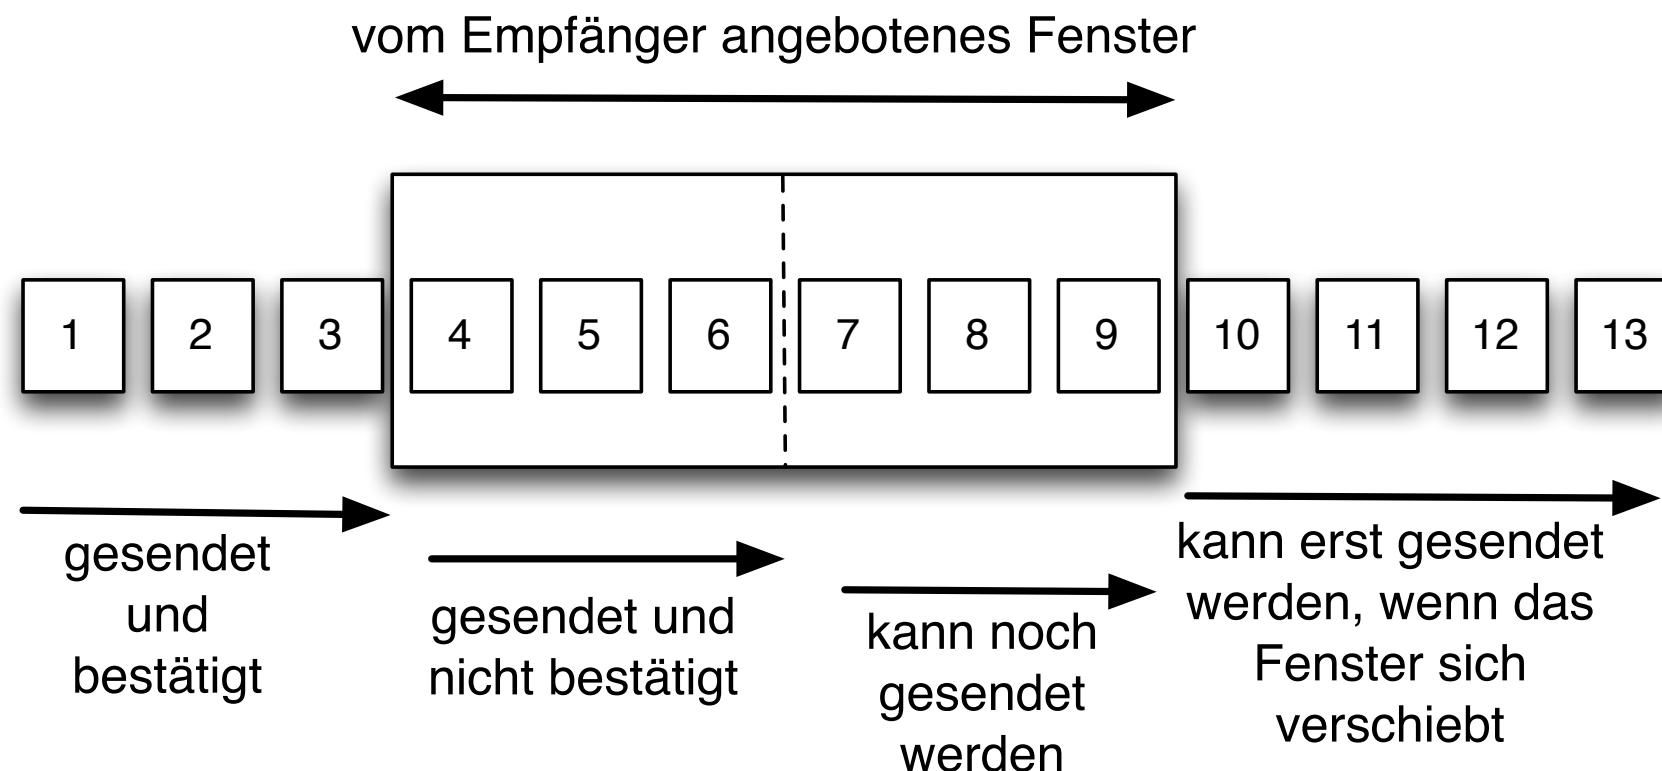 vom Empfänger angebotenes Fenster
1 2 3 4 5 6 7 8 9 10 11 12 13
gesendet
und
bestätigt
gesendet und
nicht bestätigt
kann noch
gesendet
werden
kann erst gesendet
werden, wenn das
Fenster sich
verschiebt